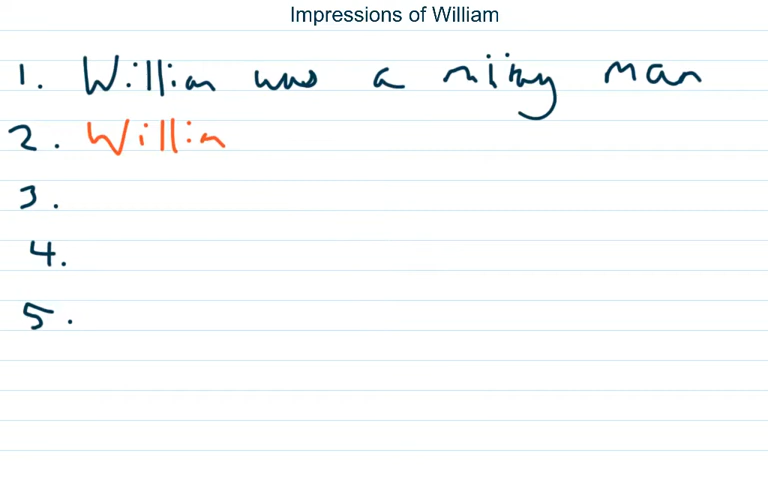 Impressions of William
1. William was a man
2. William
3.
4.
5.